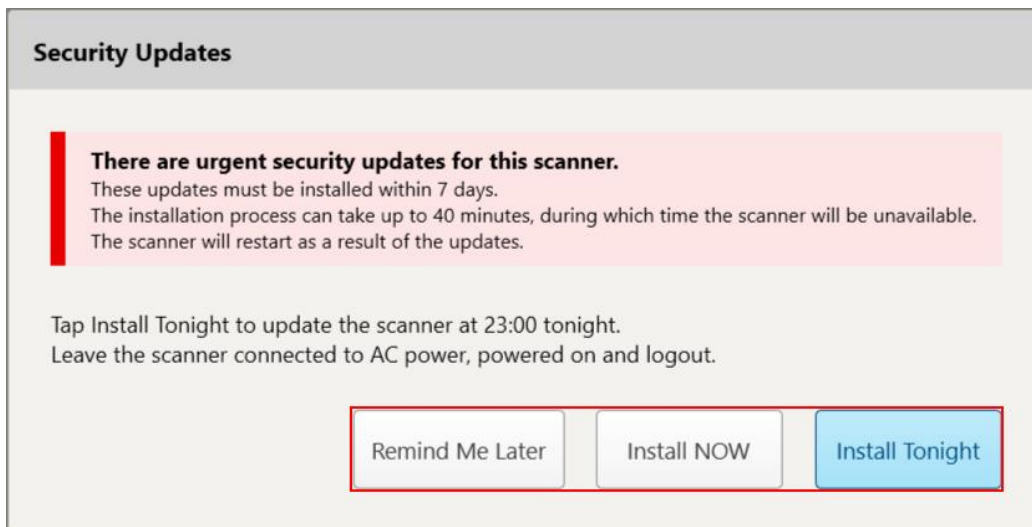 Security Updates
There are urgent security updates for this scanner.
These updates must be installed within 7 days.
The installation process can take up to 40 minutes, during which time the scanner will be unavailable.
The scanner will restart as a result of the updates.
Tap Install Tonight to update the scanner at 23:00 tonight.
Leave the scanner connected to AC power, powered on and logout.
Remind Me Later
Install NOW
Install Tonight